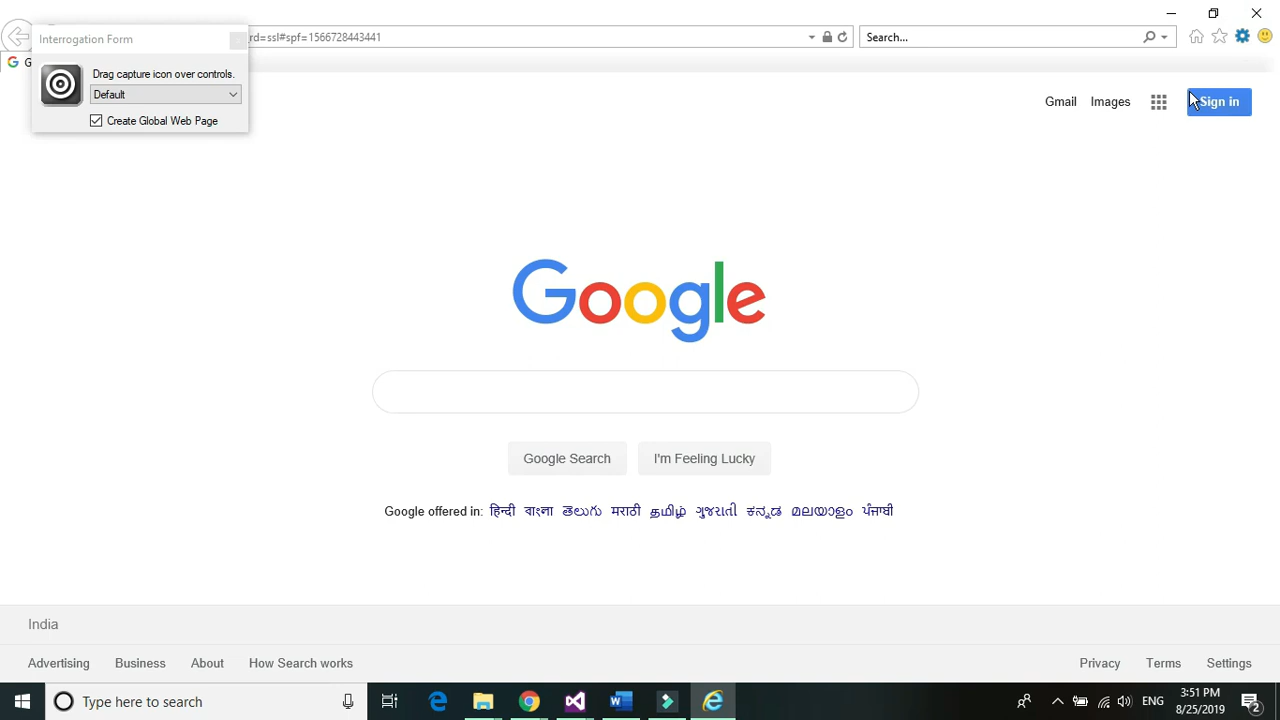 Interrogation Form
Drag capture icon over controls.
Default
Create Global Web Page
rd=ssl#spf=1566728443441
Search...
G
Gmail
Images
Sign in
Google
Google Search
I'm Feeling Lucky
Google offered in: हिन्दी বাংলা తెలుగు मराठी தமிழ் ગુજરાતી ಕನ್ನಡ മലയാളം ਪੰਜਾਬੀ
India
Advertising Business About How Search works
Privacy Terms Settings
Type here to search
ENG
3:51 PM
8/25/2019
2